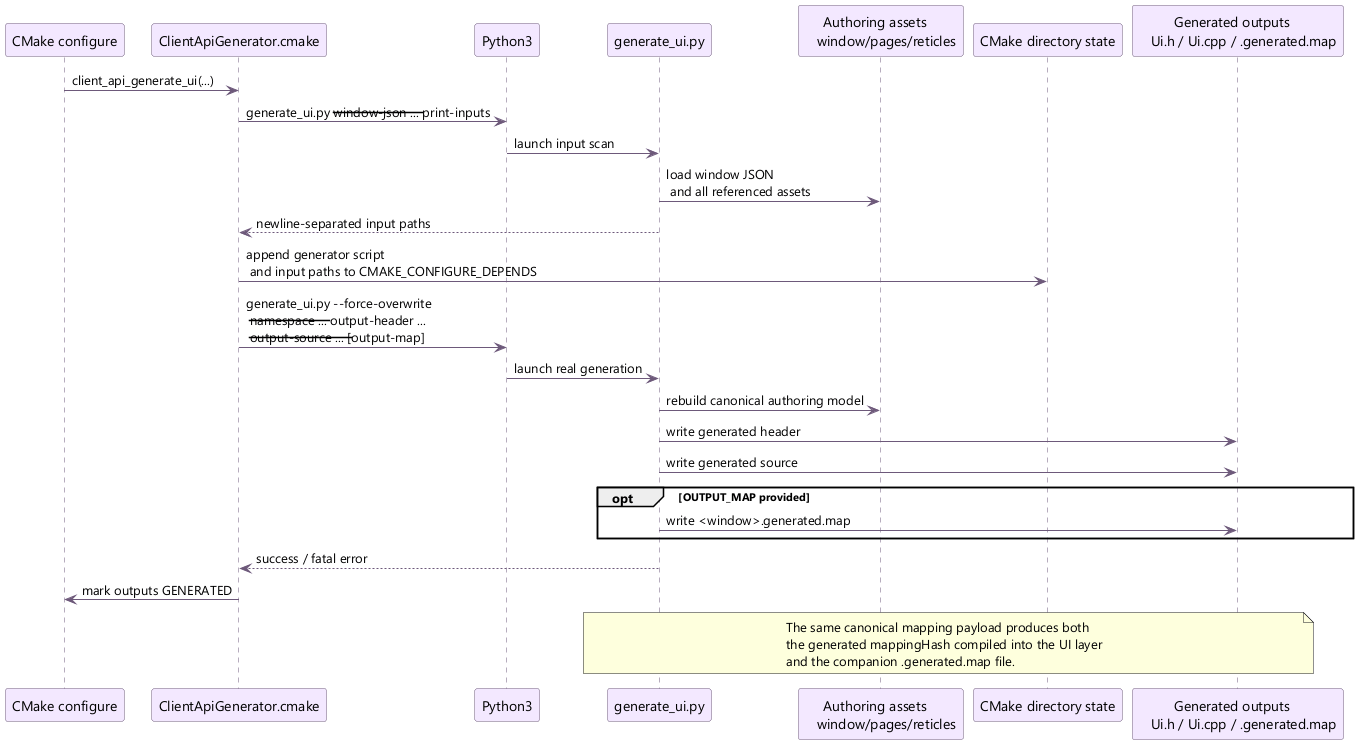 CMake configure
ClientApiGenerator.cmake
Python3
generate_ui.py
Authoring assets
window/pages/reticles
CMake directory state
Generated outputs
Ui.h / Ui.cpp / .generated.map
client_api_generate_ui(...)
generate_ui.py window-json ... print-inputs
launch input scan
load window JSON
and all referenced assets
newline-separated input paths
append generator script
and input paths to CMAKE_CONFIGURE_DEPENDS
generate_ui.py --force-overwrite
namespace ... output-header ...
output-source ... [output-map]
launch real generation
rebuild canonical authoring model
write generated header
write generated source
opt [OUTPUT_MAP provided]
write <window>.generated.map
success / fatal error
mark outputs GENERATED
The same canonical mapping payload produces both
the generated mappingHash compiled into the UI layer
and the companion .generated.map file.
CMake configure
ClientApiGenerator.cmake
Python3
generate_ui.py
Authoring assets
window/pages/reticles
CMake directory state
Generated outputs
Ui.h / Ui.cpp / .generated.map